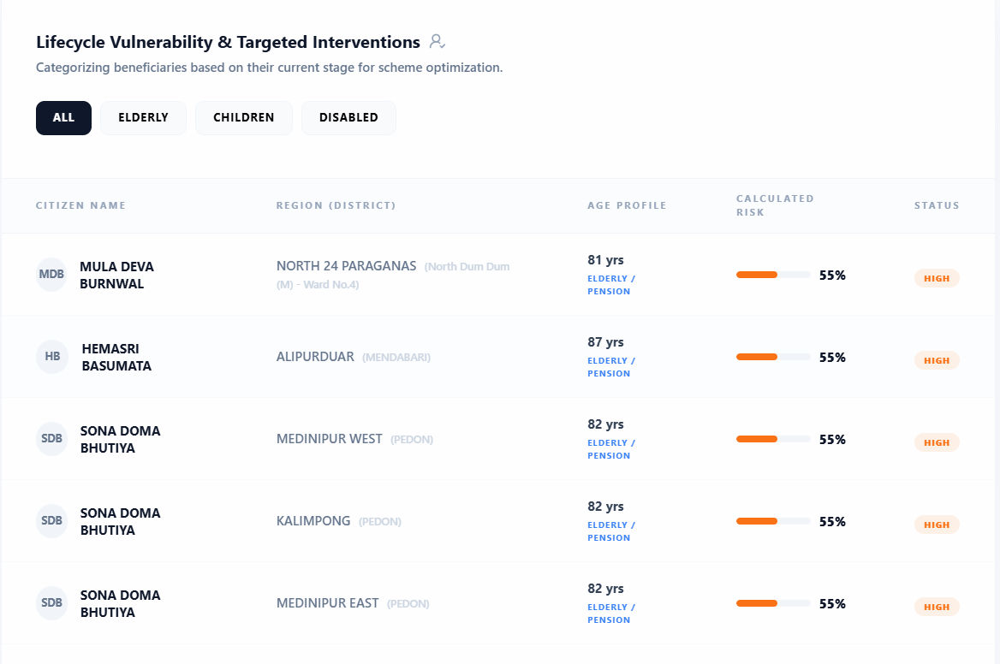 Lifecycle Vulnerability & Targeted Interventions
Categorizing beneficiaries based on their current stage for scheme optimization.
ALL
ELDERLY
CHILDREN
DISABLED
CITIZEN NAME
REGION (DISTRICT)
AGE PROFILE
CALCULATED
RISK
STATUS
MDB
MULA DEVA
BURNWAL
NORTH 24 PARAGANAS (North Dum Dum
(M) - Ward No.4)
81 yrs
ELDERLY /
PENSION
55%
HIGH
HB
HEMASRI
BASUMATA
ALIPURDUAR (MENDABARI)
87 yrs
ELDERLY /
PENSION
55%
HIGH
SDB
SONA DOMA
BHUTIYA
MEDINIPUR WEST (PEDON)
82 yrs
ELDERLY /
PENSION
55%
HIGH
SDB
SONA DOMA
BHUTIYA
KALIMPONG (PEDON)
82 yrs
ELDERLY /
PENSION
55%
HIGH
SDB
SONA DOMA
BHUTIYA
MEDINIPUR EAST (PEDON)
82 yrs
ELDERLY /
PENSION
55%
HIGH